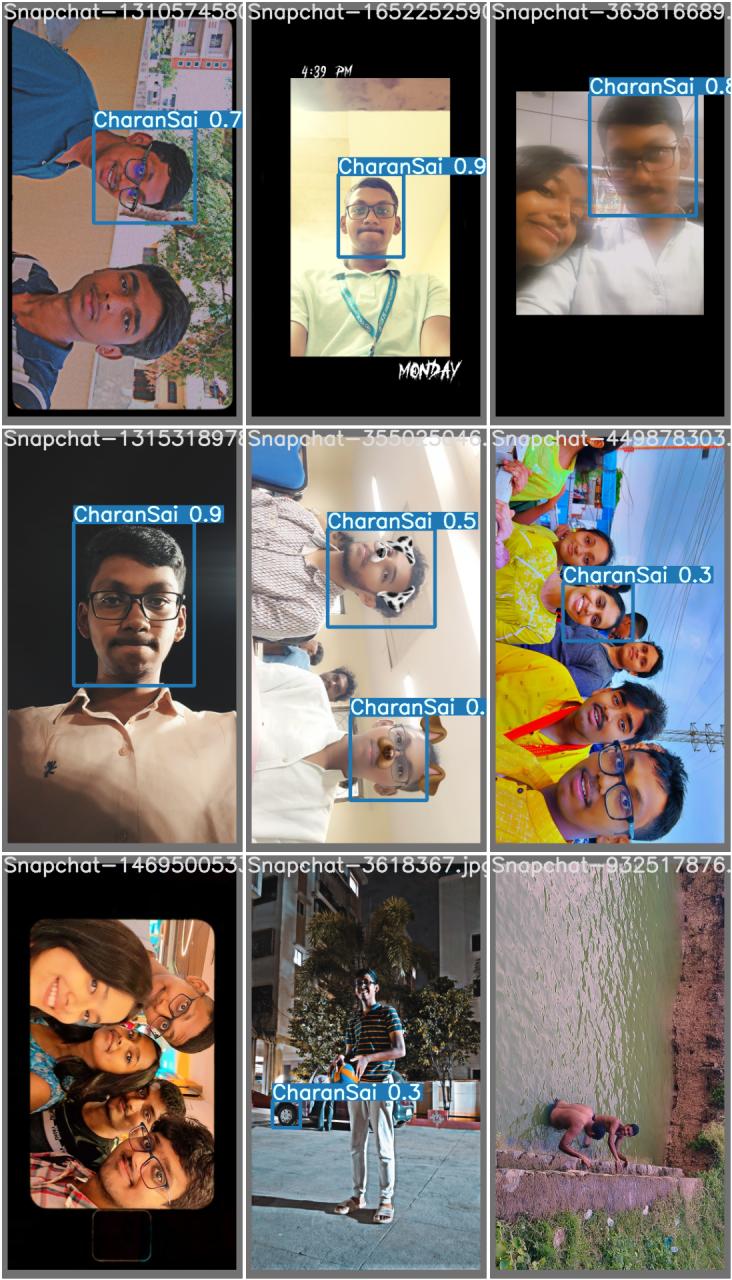 Snapchat-1310574580
Snapchat-1652252590
Snapchat-363816689.
CharanSai 0.7
4:39 PM
CharanSai 0.9
MONDAY
CharanSai 0.8
Snapchat-1315318978
Snapchat-355025046.
Snapchat-449878303.
CharanSai 0.9
CharanSai 0.5
CharanSai 0.
CharanSai 0.3
Snapchat-1469500533
Snapchat-3618367.jpg
Snapchat-932517876.
CharanSai 0.3